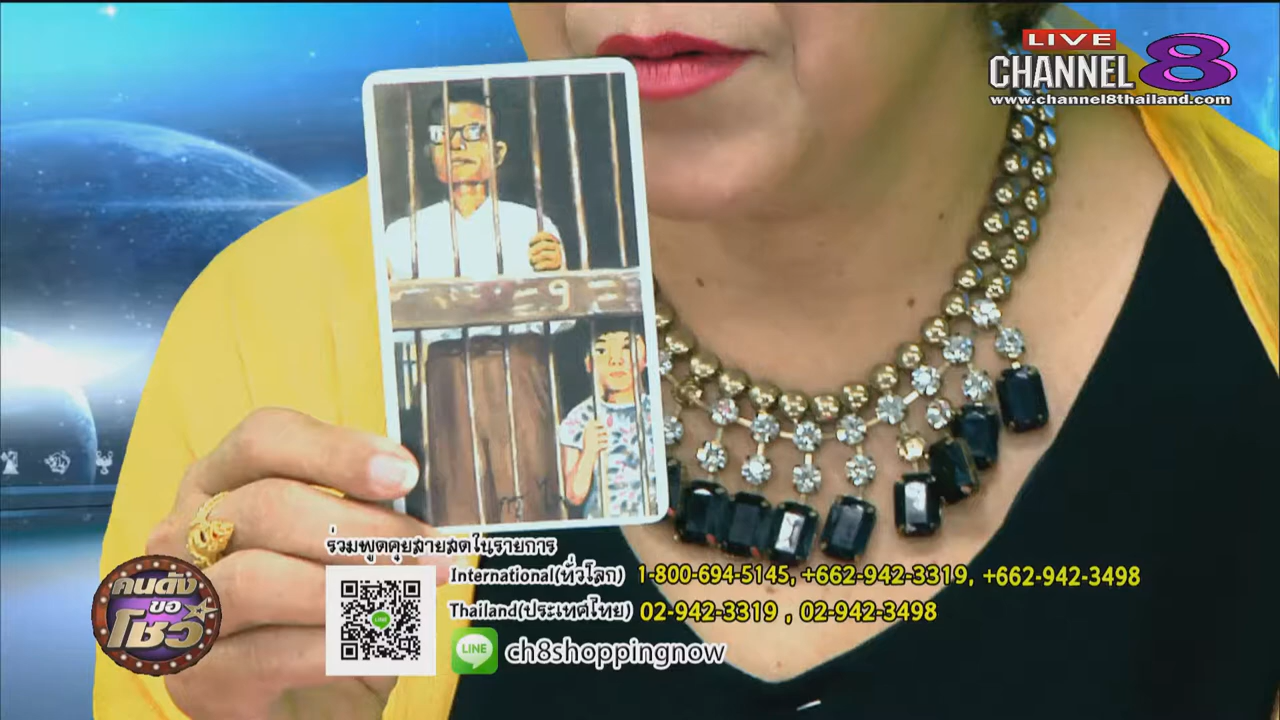 LIVE
CHANNEL 8
www.channel8thailand.com
= 9 =
ร่วมพูดคุยสายสดในรายการ
International(ทั่วโลก) 1-800-694-5145, +662-942-3319, +662-942-3498
Thailand(ประเทศไทย) 02-942-3319 , 02-942-3498
LINE ch8shoppingnow
คนดัง
ขอ
โชว์
LINE